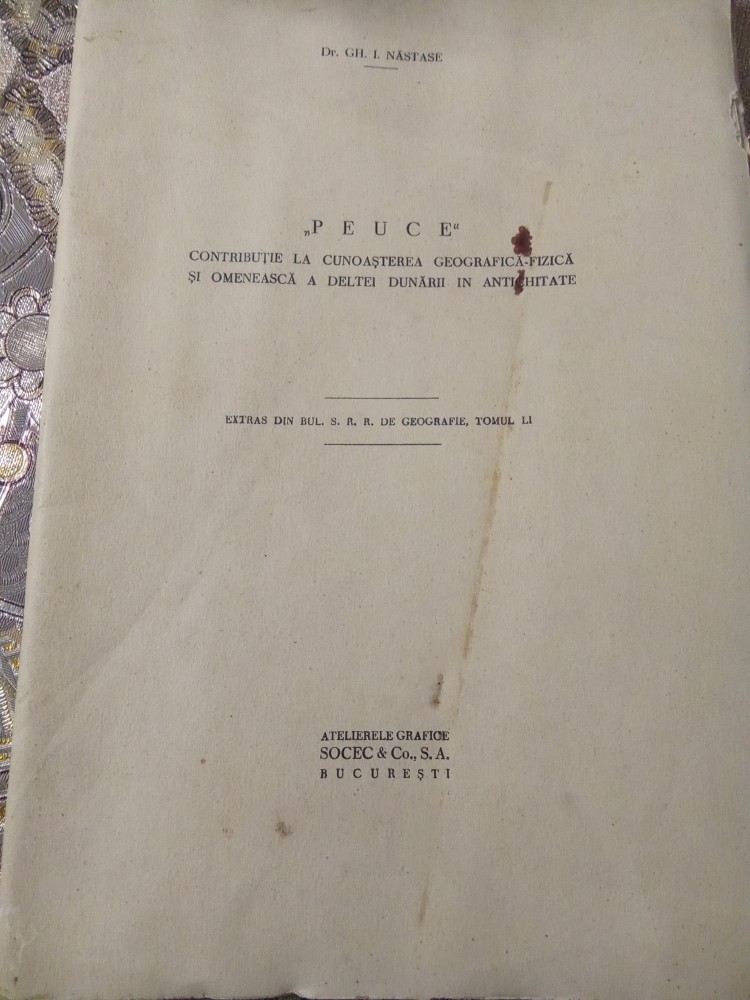 Dr. GH. I. NĂSTASE
„PEUCE“
CONTRIBUȚIE LA CUNOAȘTEREA GEOGRAFICĂ-FIZICĂ
ȘI OMENEASCĂ A DELTEI DUNĂRII IN ANTICHITATE
EXTRAS DIN BUL. S. R. R. DE GEOGRAFIE, TOMUL LI
ATELIERELE GRAFICE
SOCEC & Co., S. A.
BUCUREȘTI